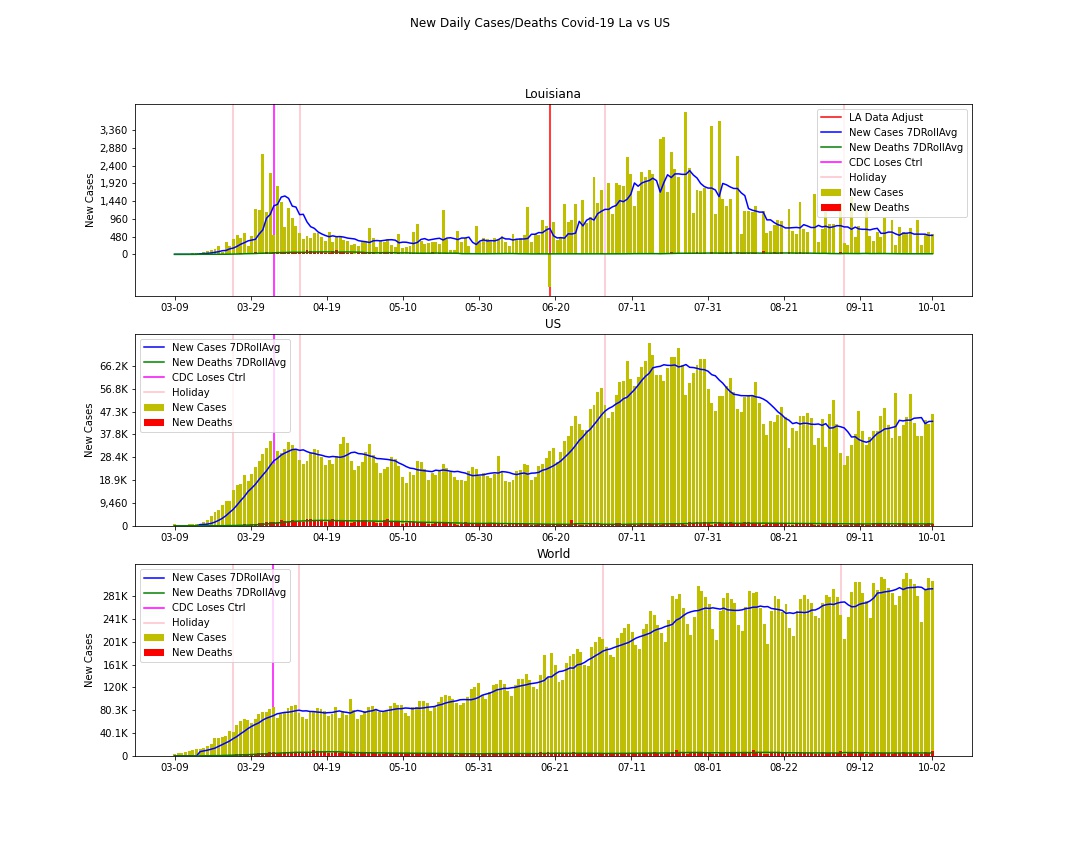 New Daily Cases/Deaths Covid-19 La vs US
Louisiana
New Cases
3,360
2,880
2,400
1,920
1,440
960
480
0
LA Data Adjust
New Cases 7DRollAvg
New Deaths 7DRollAvg
CDC Loses Ctrl
Holiday
New Cases
New Deaths
03-09 03-29 04-19 05-10 05-31 06-20 07-11 07-31 08-21 09-11 10-01
US
New Cases
66.2K
56.8K
47.3K
37.8K
28.4K
18.9K
9,460
0
New Cases 7DRollAvg
New Deaths 7DRollAvg
CDC Loses Ctrl
Holiday
New Cases
New Deaths
03-09 03-29 04-19 05-10 05-30 06-20 07-11 07-31 08-21 09-11 10-01
World
New Cases
281K
241K
201K
161K
120K
80.3K
40.1K
0
New Cases 7DRollAvg
New Deaths 7DRollAvg
CDC Loses Ctrl
Holiday
New Cases
New Deaths
03-09 03-29 04-19 05-10 05-31 06-21 07-11 08-01 08-22 09-12 10-02